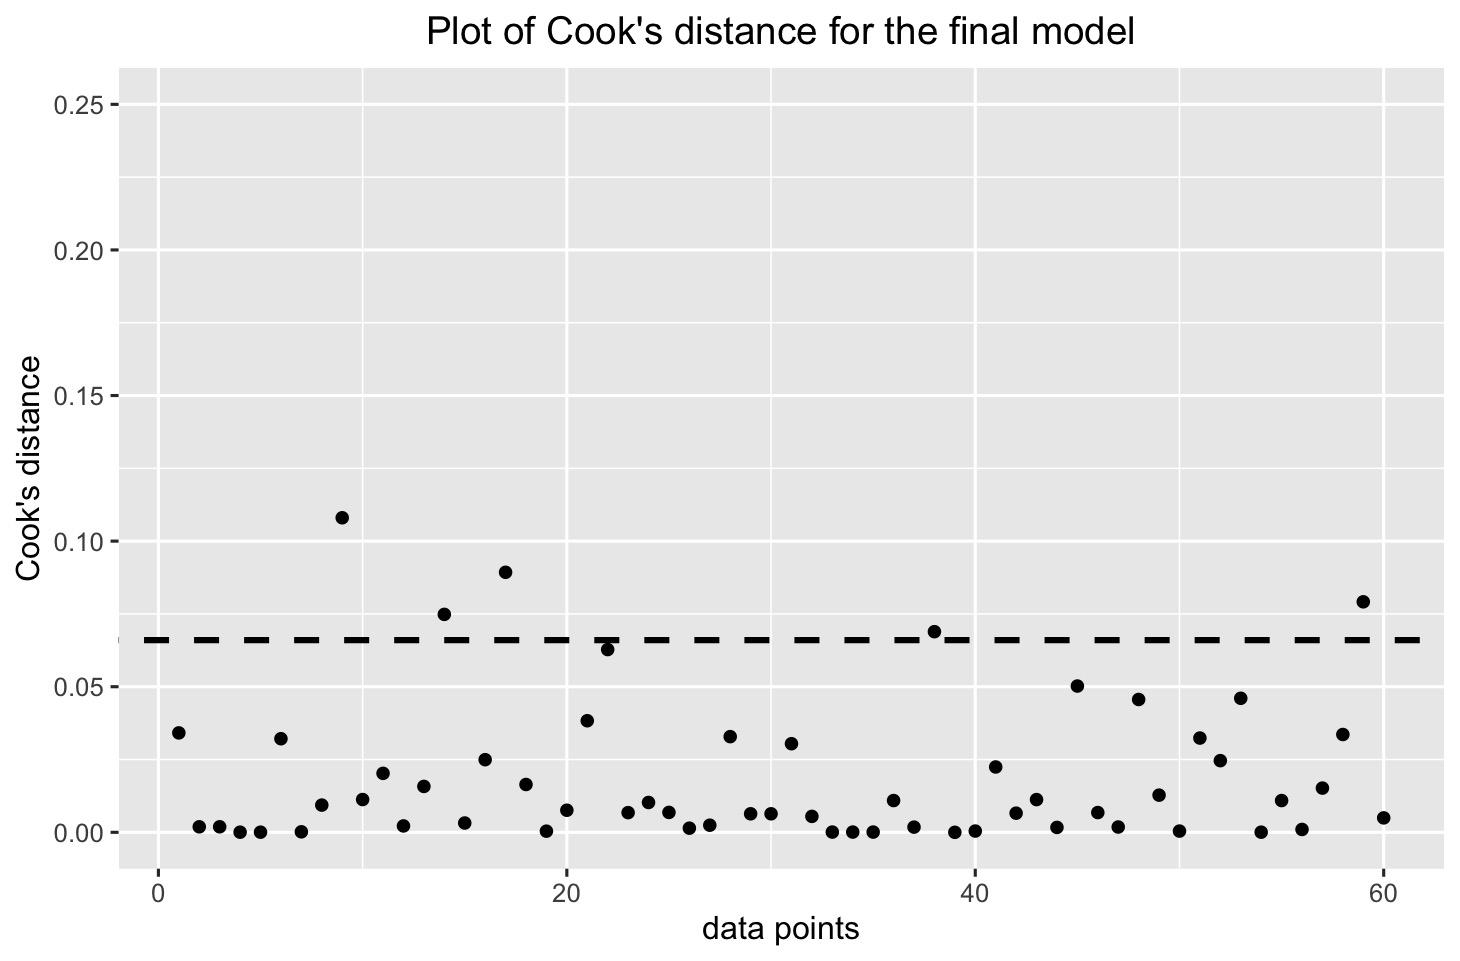 Plot of Cook's distance for the final model
0.25
0.20
0.15
0.10
0.05
0.00
Cook's distance
0 20 40 60
data points